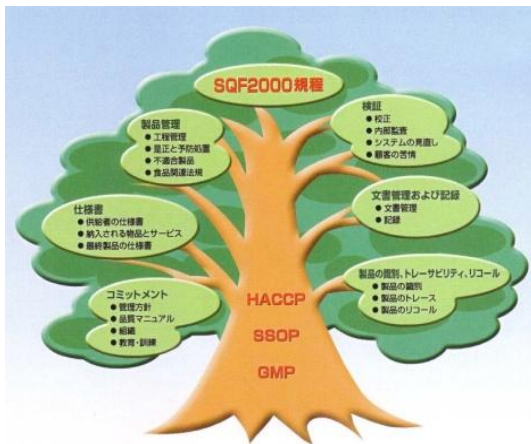 SQF2000規程
製品管理
● 工程管理
● 是正と予防処置
● 不適合製品
● 食品関連法規
検証
● 校正
● 内部監査
● システムの見直し
● 顧客の苦情
仕様書
● 供給者の仕様書
● 納入される物品とサービス
● 最終製品の仕様書
文書管理および記録
● 文書管理
● 記録
コミットメント
● 管理方針
● 品質マニュアル
● 組織
● 教育・訓練
製品の識別、トレーサビリティ、リコール
● 製品の識別
● 製品のトレース
● 製品のリコール
HACCP
SSOP
GMP